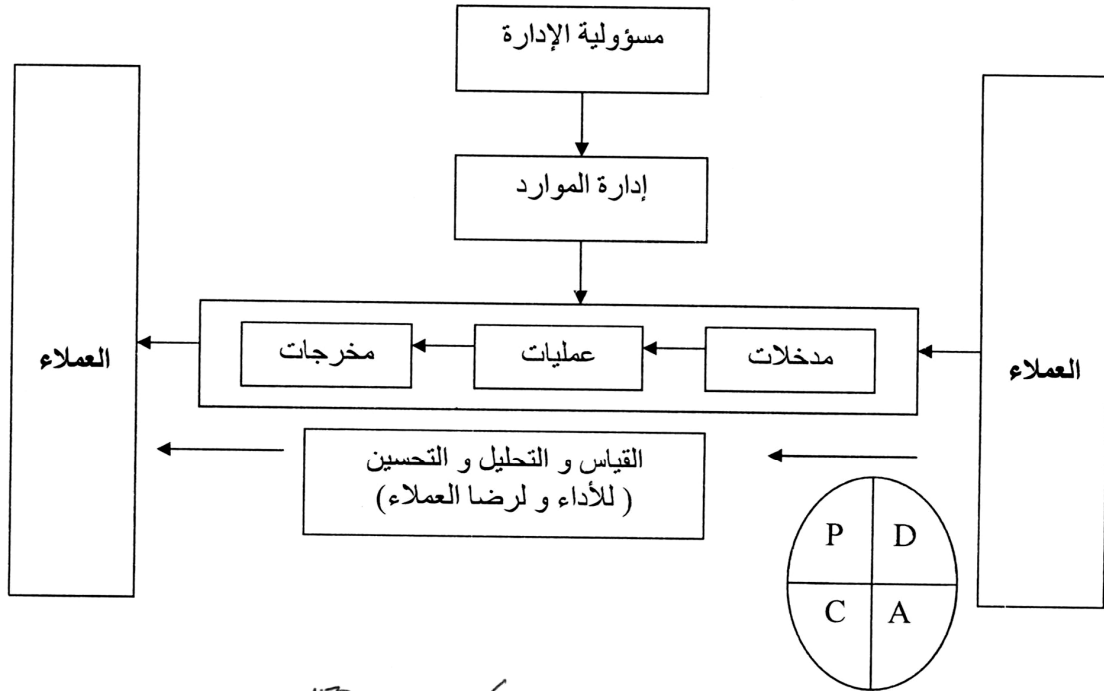 مسؤولية الإدارة
إدارة الموارد
العملاء
مدخلات
عمليات
مخرجات
العملاء
القياس و التحليل و التحسين
( للأداء و لرضا العملاء)
P D
C A